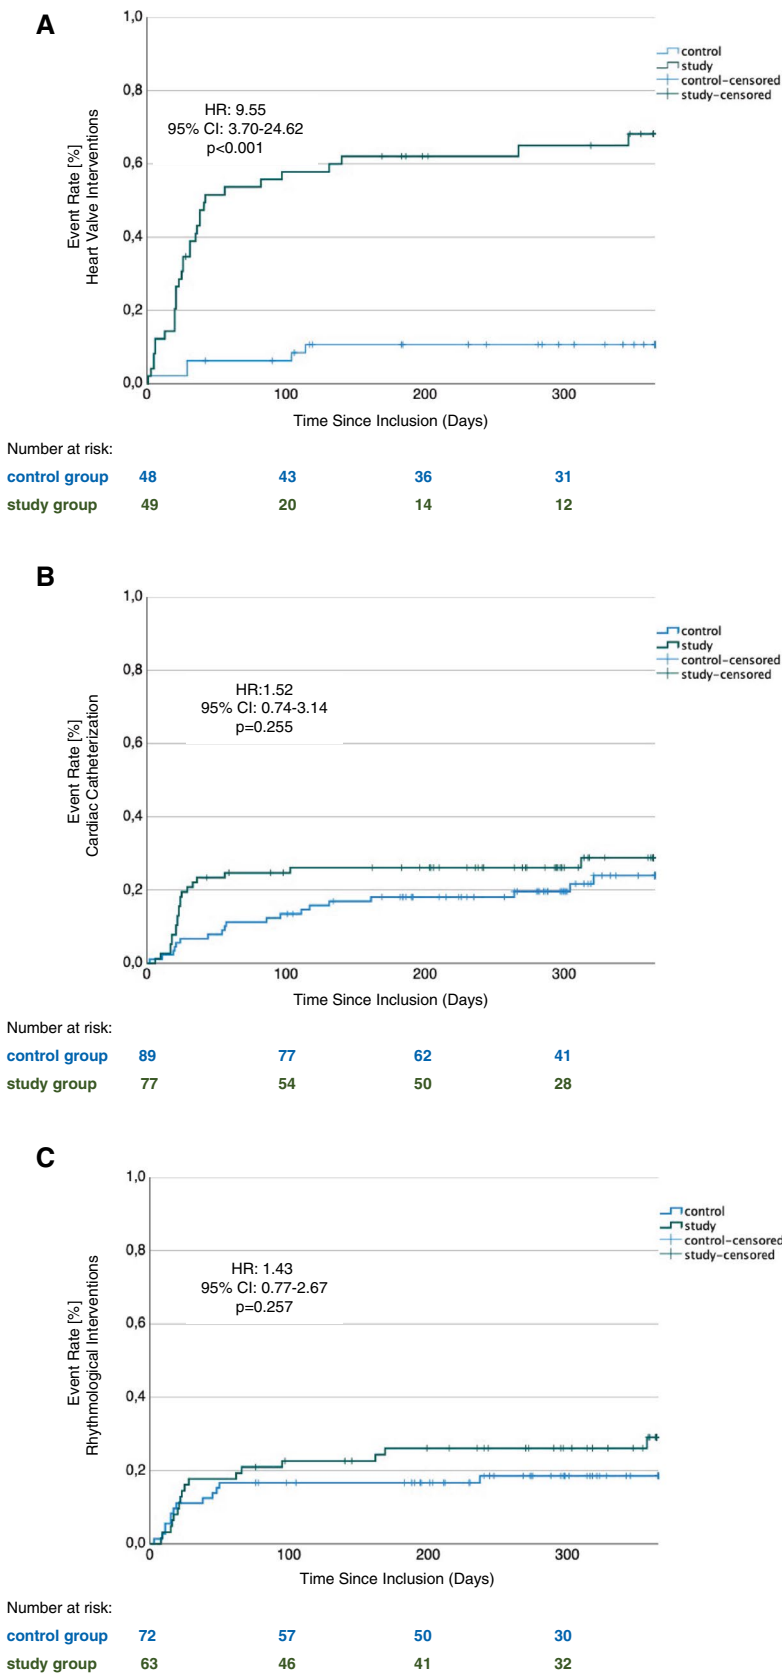 A
1,0
0,8
0,6
0,4
0,2
0,0
Event Rate [%]
Heart Valve Interventions
HR: 9.55
95% CI: 3.70-24.62
p<0.001
control
study
control-censored
study-censored
0 100 200 300
Time Since Inclusion (Days)
Number at risk:
control group 48 43 36 31
study group 49 20 14 12
B
1,0
0,8
0,6
0,4
0,2
0,0
Event Rate [%]
Cardiac Catheterization
HR:1.52
95% CI: 0.74-3.14
p=0.255
control
study
control-censored
study-censored
0 100 200 300
Time Since Inclusion (Days)
Number at risk:
control group 89 77 62 41
study group 77 54 50 28
C
1,0
0,8
0,6
0,4
0,2
0,0
Event Rate [%]
Rhythmological Interventions
HR: 1.43
95% CI: 0.77-2.67
p=0.257
control
study
control-censored
study-censored
0 100 200 300
Time Since Inclusion (Days)
Number at risk:
control group 72 57 50 30
study group 63 46 41 32